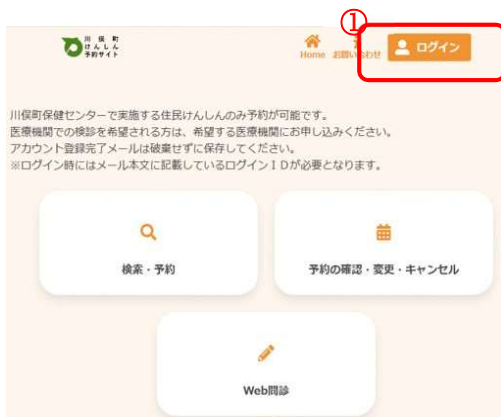 ①
川俣町
けんしん
予約サイト
Home
お問い合わせ
ログイン
川俣町保健センターで実施する住民けんしんのみ予約が可能です。
医療機関での検診を希望される方は、希望する医療機関にお申し込みください。
アカウント登録完了メールは破棄せずに保存してください。
※ログイン時にはメール本文に記載しているログインＩＤが必要となります。
検索・予約
予約の確認・変更・キャンセル
Web問診